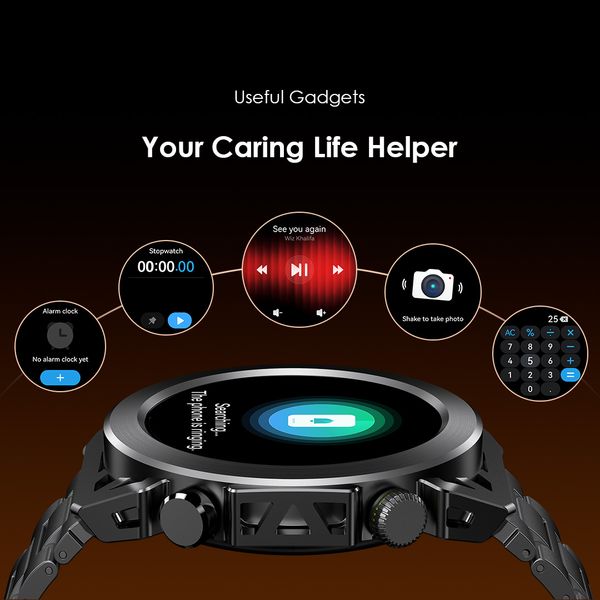 Useful Gadgets
Your Caring Life Helper
See you again
Wiz Khalifa
Stopwatch
00:00.00
Shake to take photo
Alarm clock
No alarm clock yet
+
25
AC % ÷ ×
7 8 9 −
4 5 6 +
1 2 3 =
0 .
Searching...
The phone is ringing.